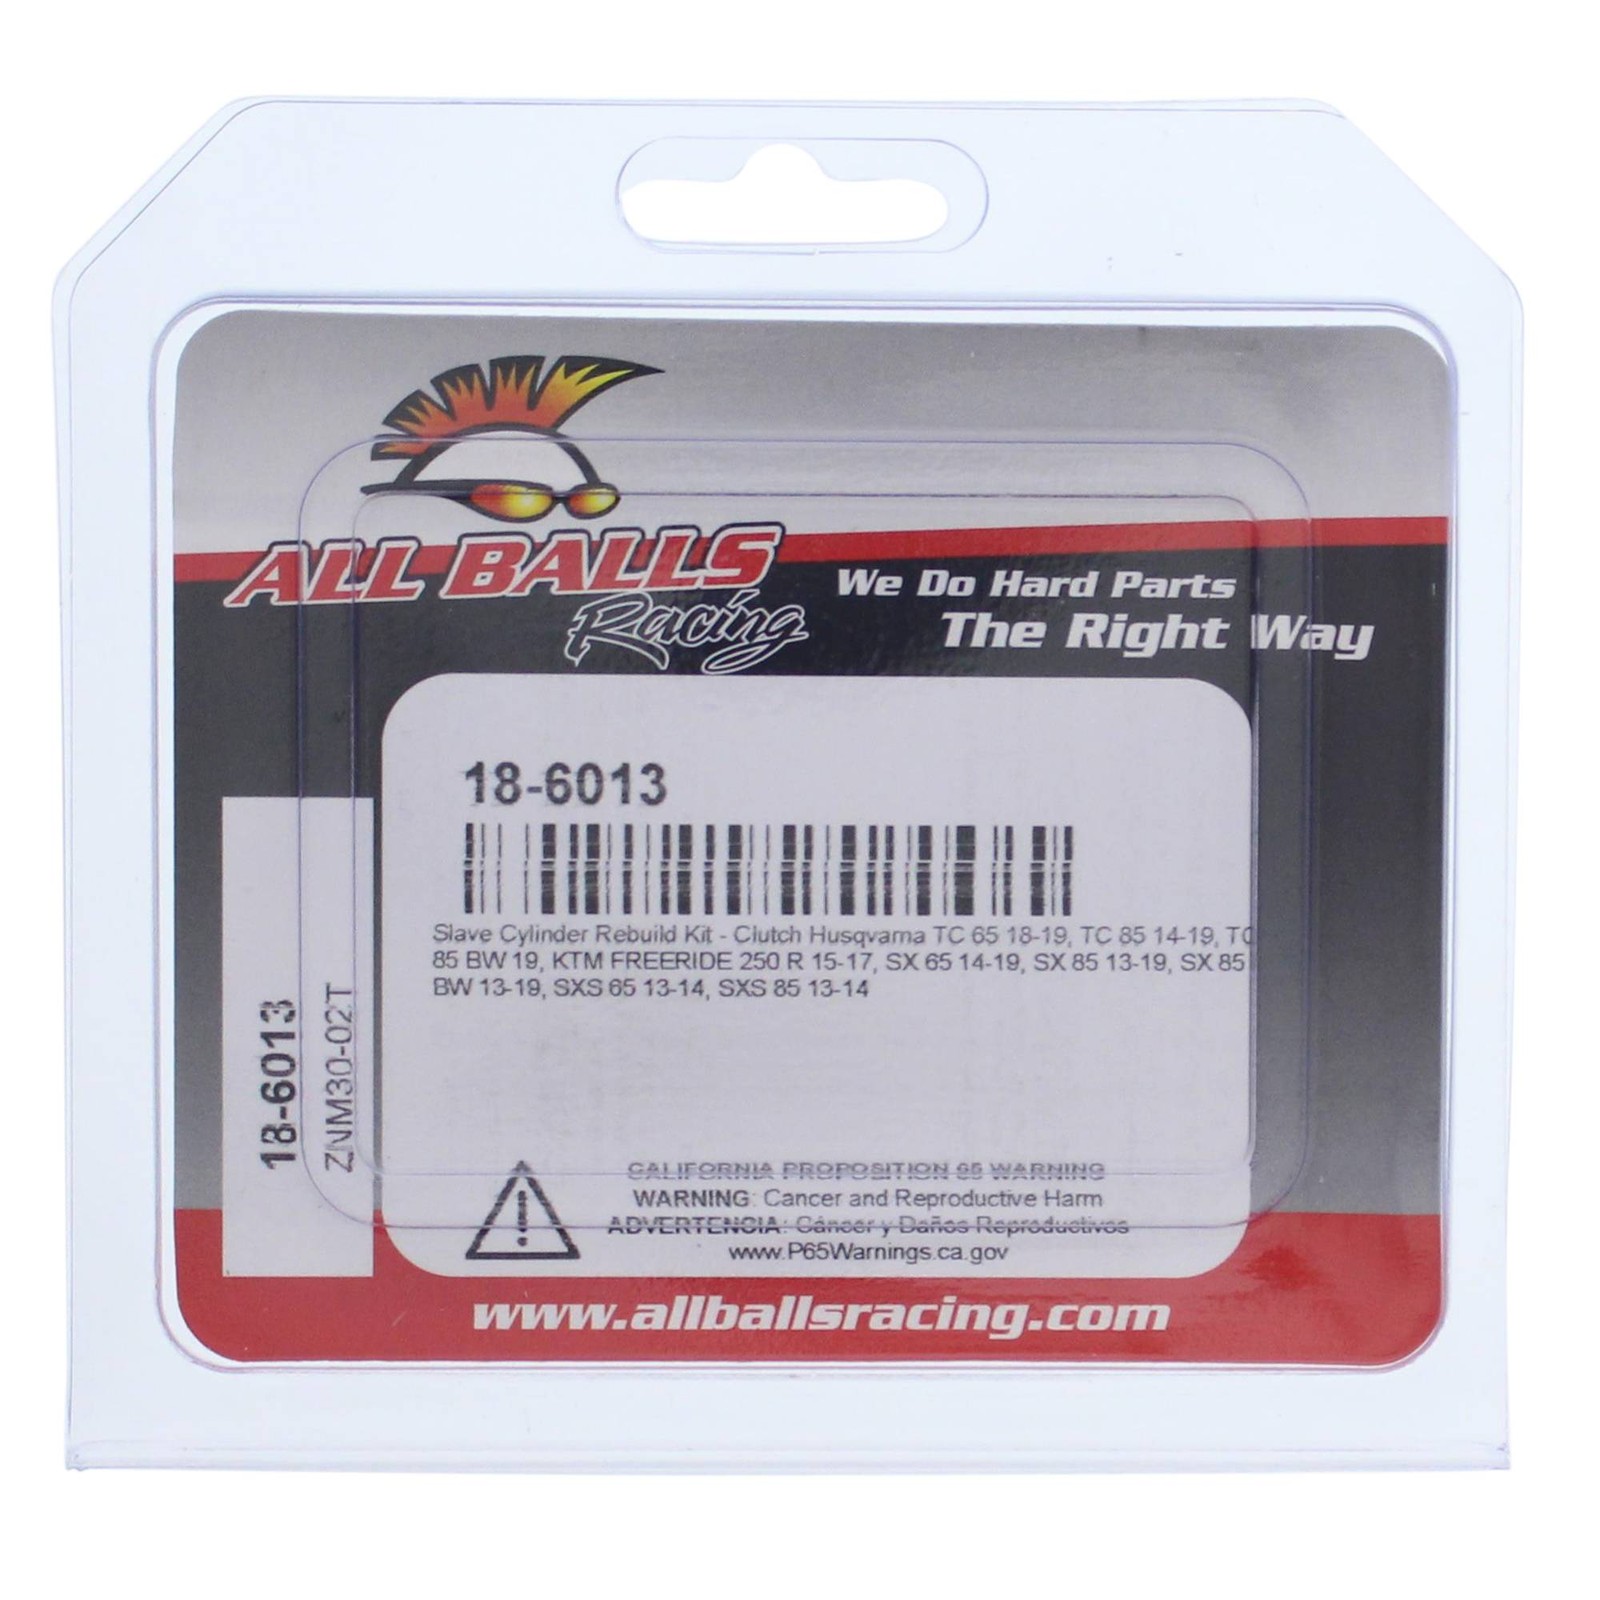 ALL BALLS
Racing
We Do Hard Parts
The Right Way
18-6013
Slave Cylinder Rebuild Kit - Clutch Husqvarna TC 65 18-19, TC 85 14-19, TC
85 BW 19, KTM FREERIDE 250 R 15-17, SX 65 14-19, SX 85 13-19, SX 85
BW 13-19, SXS 65 13-14, SXS 85 13-14
18-6013
ZNM30-02T
CALIFORNIA PROPOSITION 65 WARNING
WARNING: Cancer and Reproductive Harm
ADVERTENCIA: Cáncer y Daños Reproductivos
www.P65Warnings.ca.gov
www.allballsracing.com